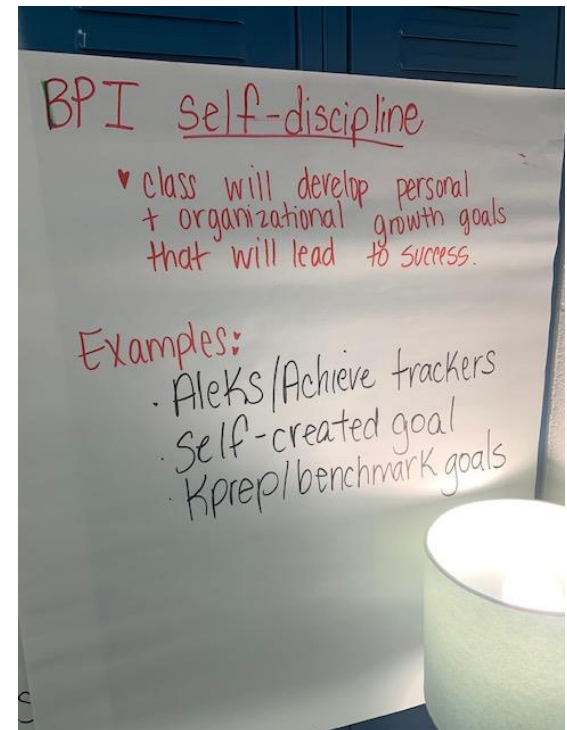 BPI self-discipline
♥ class will develop personal
+ organizational growth goals
that will lead to success.
Examples:
· Aleks/Achieve trackers
· Self-created goal
· Kprep/benchmark goals
S